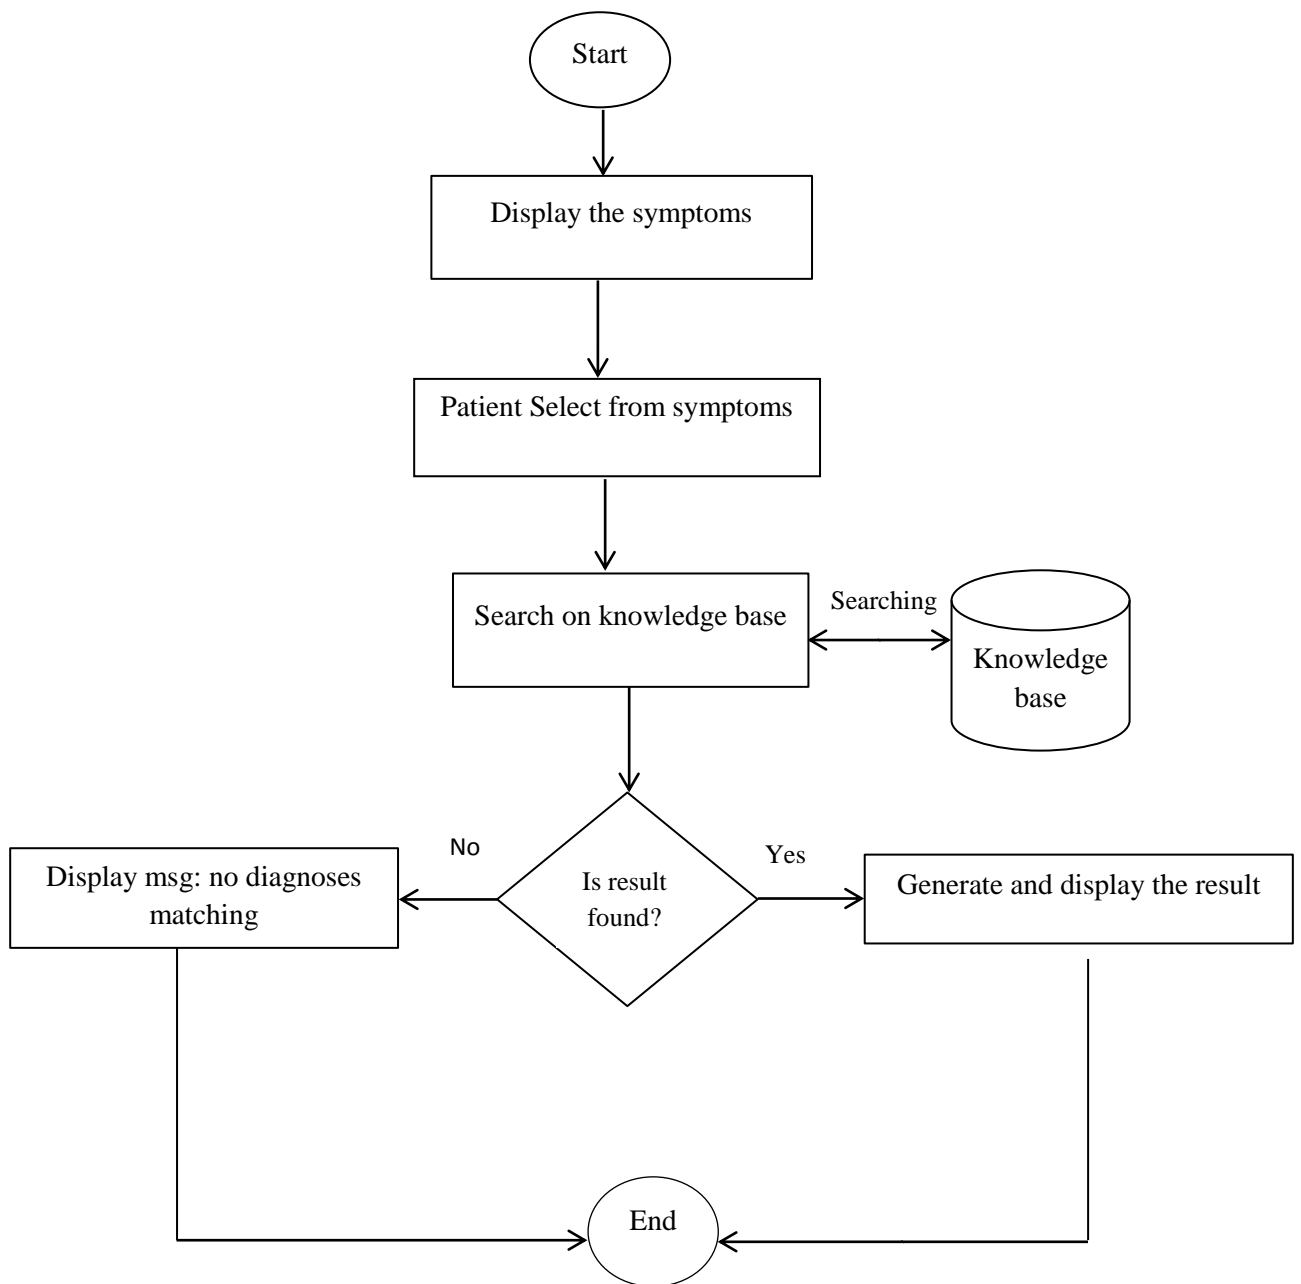 Start
Display the symptoms
Patient Select from symptoms
Search on knowledge base
Searching
Knowledge
base
No
Yes
Display msg: no diagnoses
matching
Is result
found?
Generate and display the result
End